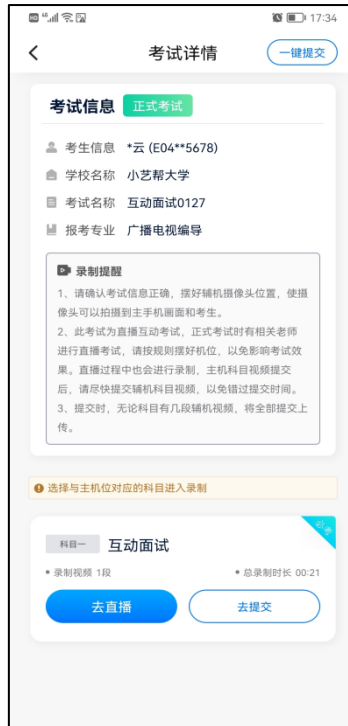 17:34
考试详情
一键提交
考试信息 正式考试
考生信息 *云 (E04**5678)
学校名称 小艺帮大学
考试名称 互动面试0127
报考专业 广播电视编导
录制提醒
1、请确认考试信息正确，摆好辅机摄像头位置，使摄
像头可以拍摄到主手机画面和考生。
2、此考试为直播互动考试，正式考试时有相关老师
进行直播考试，请按规则摆好机位，以免影响考试效
果。直播过程中也会进行录制，主机科目视频提交
后，请尽快提交辅机科目视频，以免错过提交时间。
3、提交时，无论科目有几段辅机视频，将全部提交上
传。
选择与主机位对应的科目进入录制
必考
科目一 互动面试
• 录制视频 1段
• 总录制时长 00:21
去直播
去提交